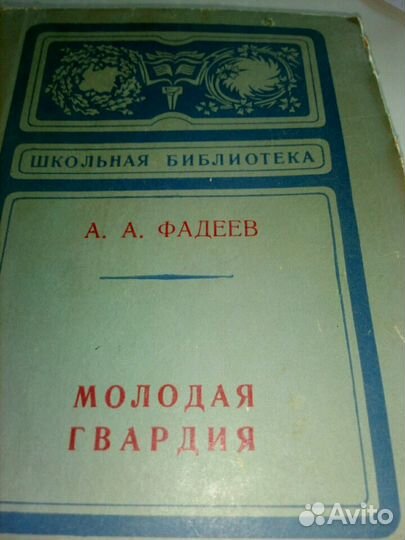 ШКОЛЬНАЯ БИБЛИОТЕКА
А. А. ФАДЕЕВ
МОЛОДАЯ
ГВАРДИЯ
Avito